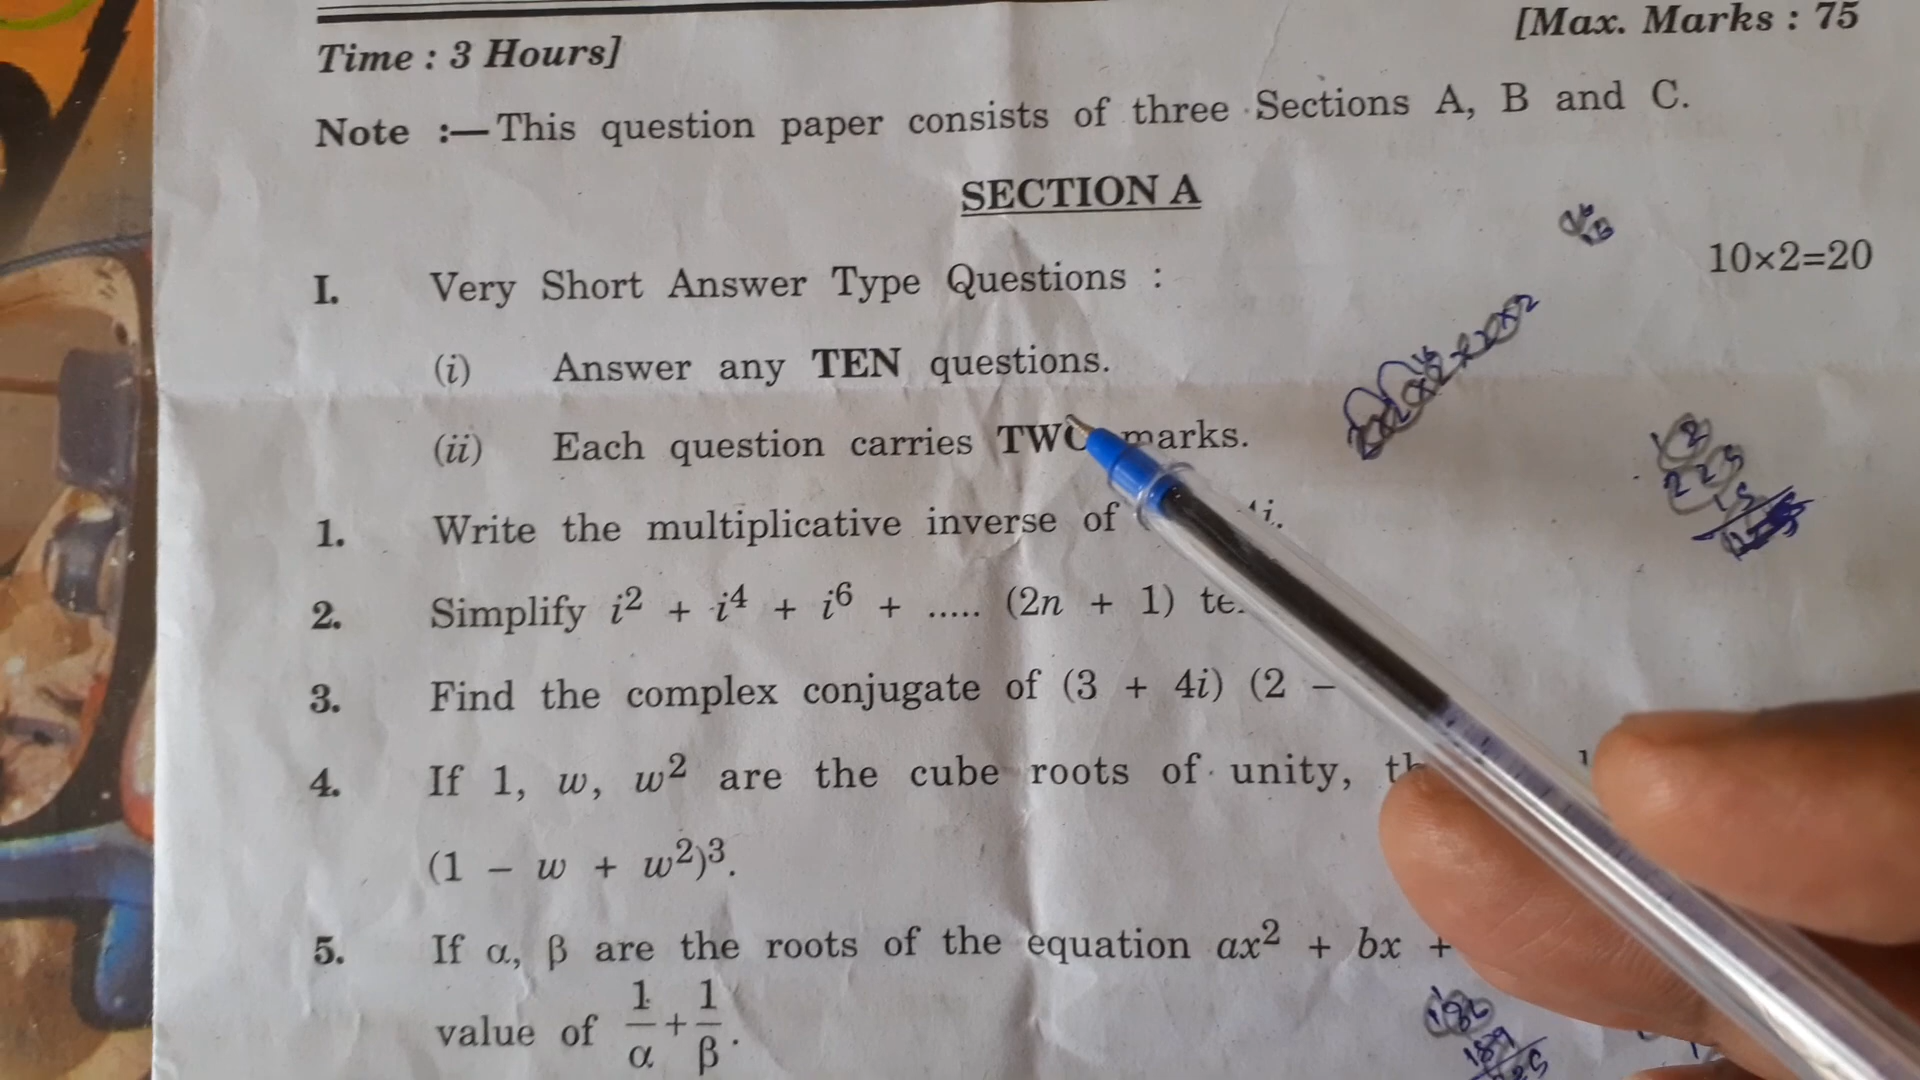 [Max. Marks : 75
Time : 3 Hours]
Note :— This question paper consists of three Sections A, B and C.
SECTION A
10×2=20
I. Very Short Answer Type Questions :
(i) Answer any TEN questions.
(ii) Each question carries TWO marks.
1. Write the multiplicative inverse of i.
2. Simplify i² + i⁴ + i⁶ + ..... (2n + 1)
3. Find the complex conjugate of (3 + 4i) (2 –
4. If 1, w, w² are the cube roots of unity,
(1 – w + w²)³.
5. If α, β are the roots of the equation ax² + bx +
value of 1/α + 1/β.